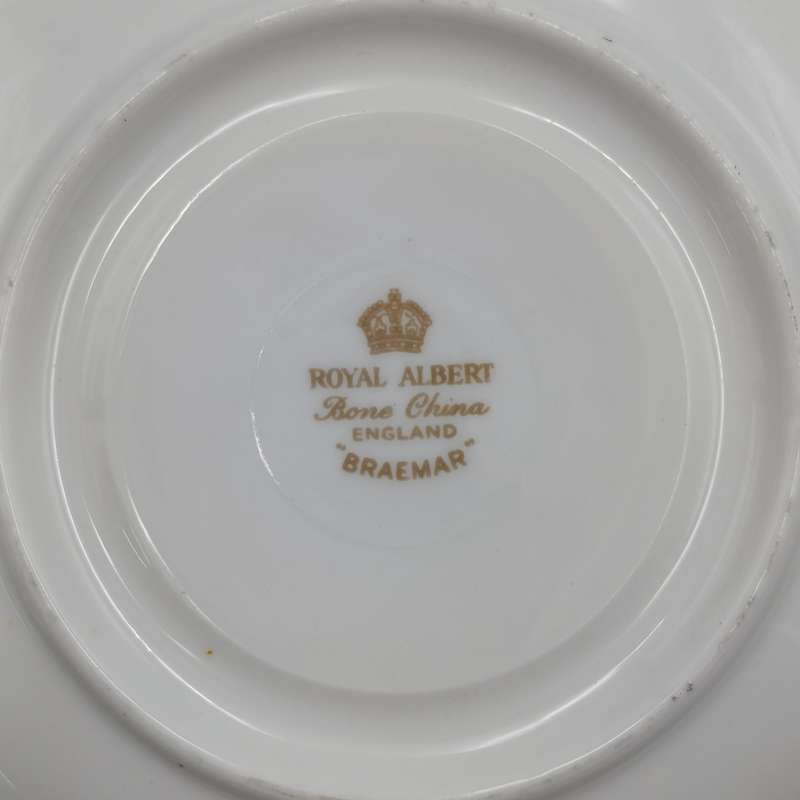 ROYAL ALBERT
Bone China
ENGLAND
"BRAEMAR"